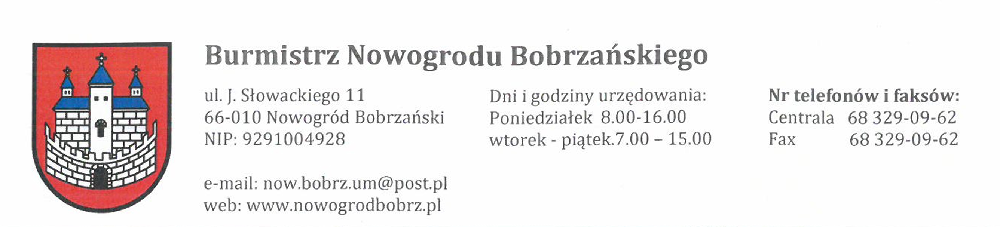 Burmistrz Nowogrodu Bobrzańskiego
ul. J. Słowackiego 11
66-010 Nowogród Bobrzański
NIP: 9291004928
e-mail: now.bobrz.um@post.pl
web: www.nowogrodbobrz.pl
Dni i godziny urzędowania:
Poniedziałek 8.00-16.00
wtorek - piątek.7.00 – 15.00
Nr telefonów i faksów:
Centrala 68 329-09-62
Fax 68 329-09-62